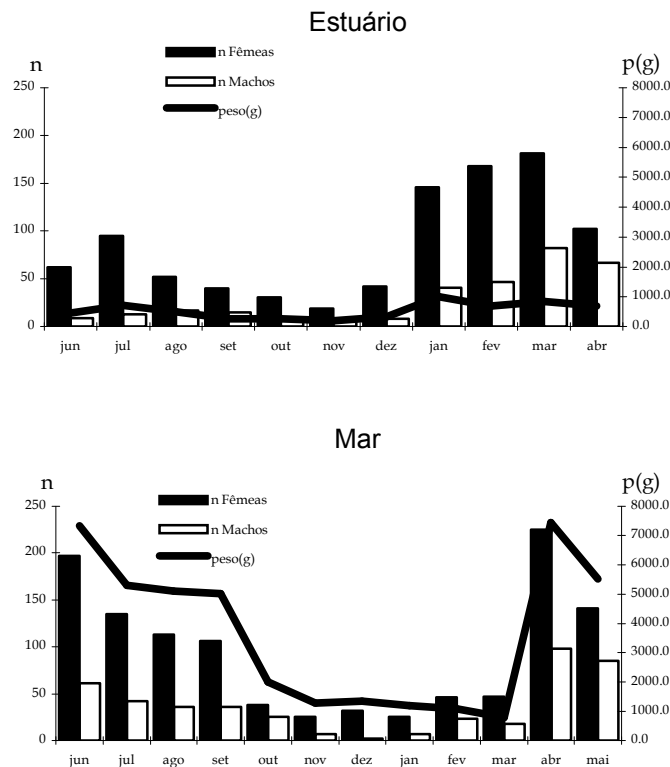 Estuário
n Fêmeas
n Machos
peso(g)
n
p(g)
250
200
150
100
50
0
8000.0
7000.0
6000.0
5000.0
4000.0
3000.0
2000.0
1000.0
0.0
jun jul ago set out nov dez jan fev mar abr
Mar
n
p(g)
n Fêmeas
n Machos
peso(g)
250
200
150
100
50
0
8000.0
7000.0
6000.0
5000.0
4000.0
3000.0
2000.0
1000.0
0.0
jun jul ago set out nov dez jan fev mar abr mai